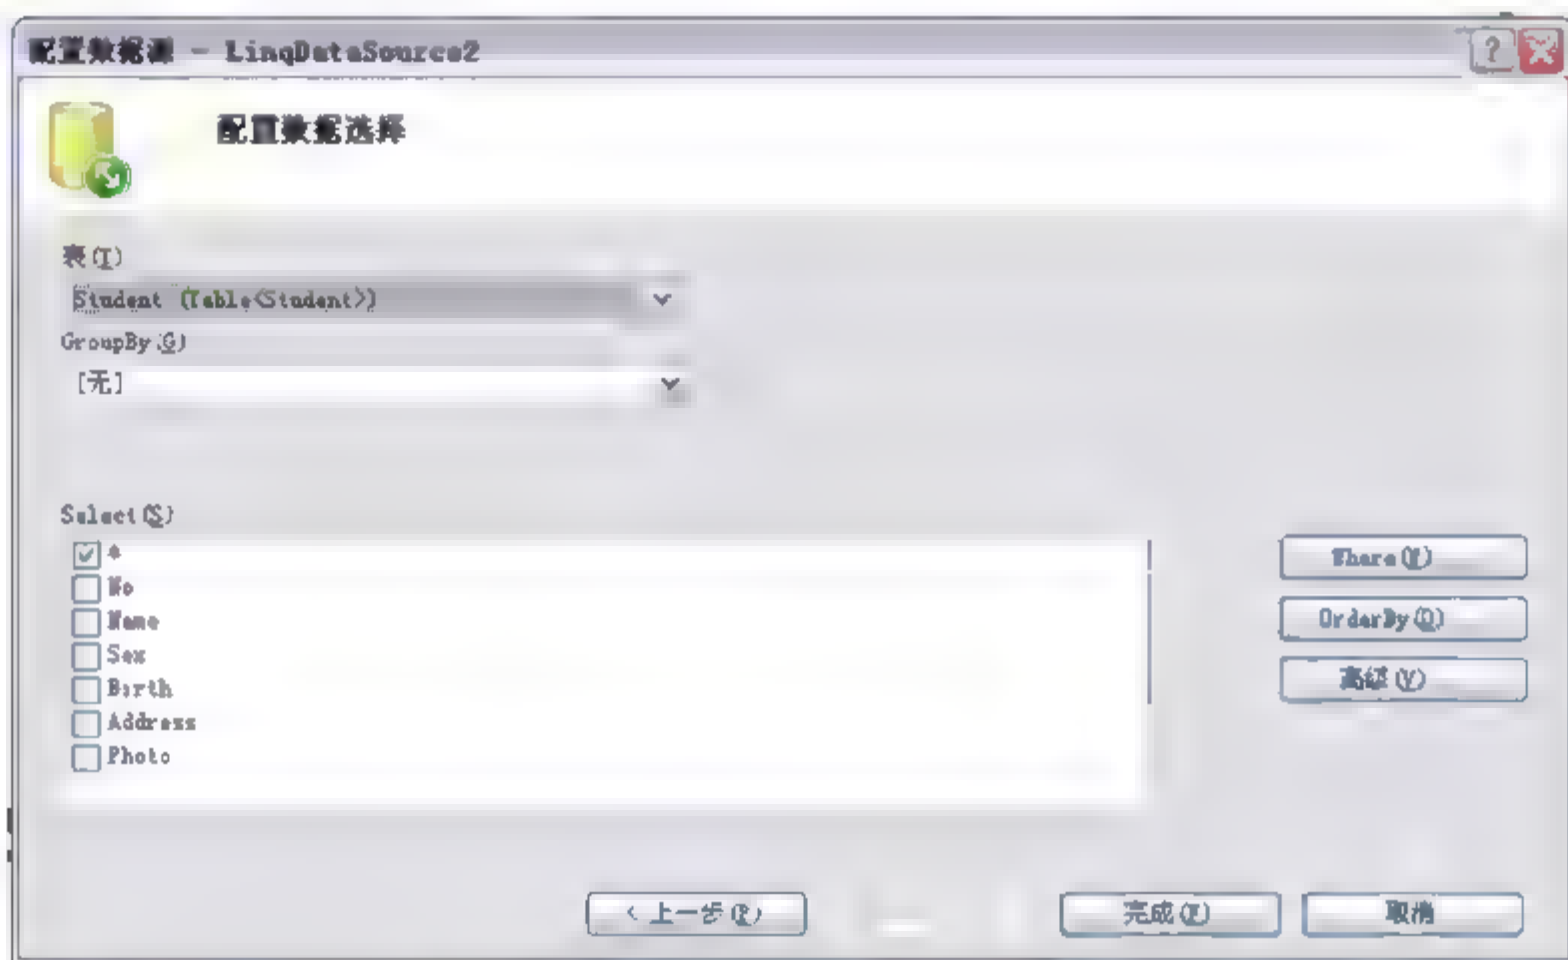 配置数据源 - LinqDataSource2
配置数据选择
表(T)
Student (Table<Student>)
GroupBy(G)
[无]
Select(S)
*
No
Name
Sex
Birth
Address
Photo
Where(W)
OrderBy(O)
高级(V)
< 上一步(P)
完成(F)
取消